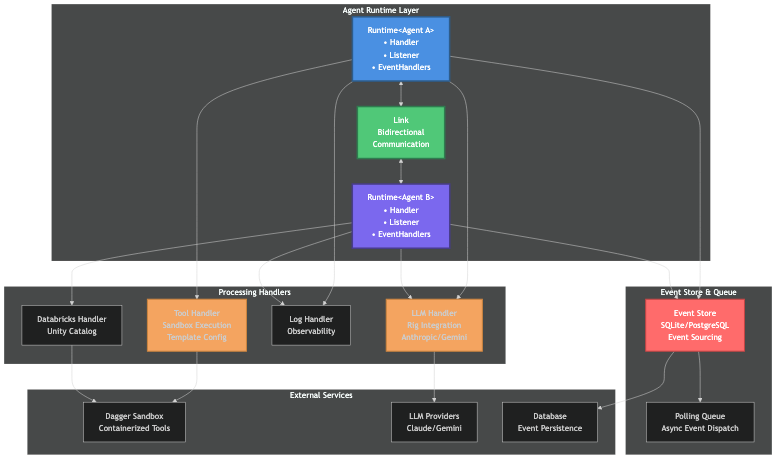 Agent Runtime Layer
Runtime<Agent A>
• Handler
• Listener
• EventHandlers
Link
Bidirectional
Communication
Runtime<Agent B>
• Handler
• Listener
• EventHandlers
Processing Handlers
Databricks Handler
Unity Catalog
Tool Handler
Sandbox Execution
Template Config
Log Handler
Observability
LLM Handler
Rig Integration
Anthropic/Gemini
Event Store & Queue
Event Store
SQLite/PostgreSQL
Event Sourcing
External Services
Dagger Sandbox
Containerized Tools
LLM Providers
Claude/Gemini
Database
Event Persistence
Polling Queue
Async Event Dispatch